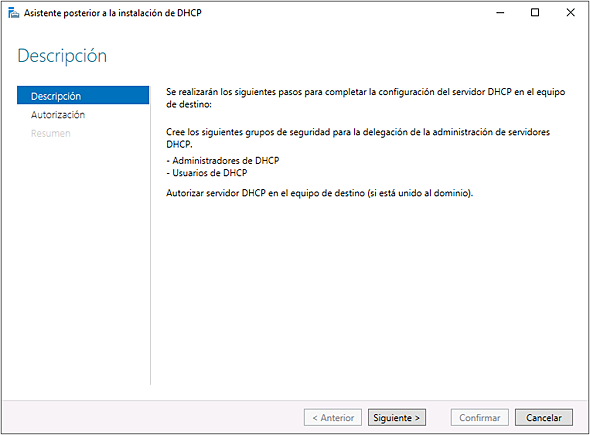 Asistente posterior a la instalación de DHCP
Descripción
Descripción
Autorización
Resumen
Se realizarán los siguientes pasos para completar la configuración del servidor DHCP en el equipo
de destino:
Cree los siguientes grupos de seguridad para la delegación de la administración de servidores
DHCP.
- Administradores de DHCP
- Usuarios de DHCP
Autorizar servidor DHCP en el equipo de destino (si está unido al dominio).
< Anterior
Siguiente >
Confirmar
Cancelar